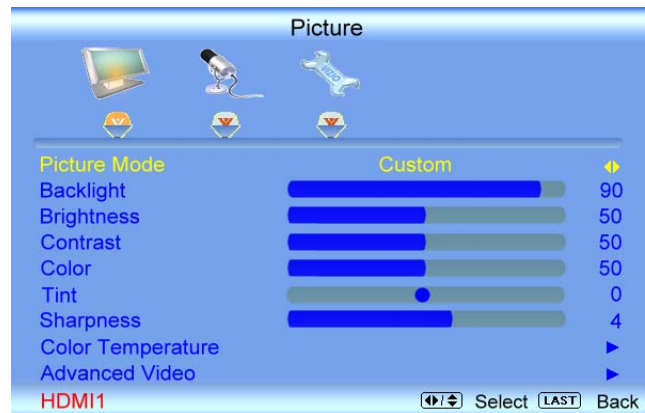 Picture
VIZIO
Picture Mode Custom
Backlight 90
Brightness 50
Contrast 50
Color 50
Tint 0
Sharpness 4
Color Temperature
Advanced Video
HDMI1 Select LAST Back